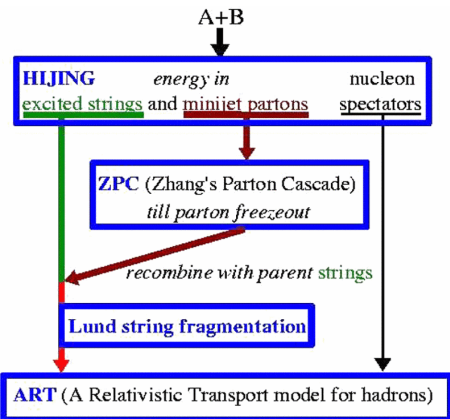 A+B
HIJING energy in nucleon
excited strings and minijet partons spectators
ZPC (Zhang's Parton Cascade)
till parton freezeout
recombine with parent strings
Lund string fragmentation
ART (A Relativistic Transport model for hadrons)